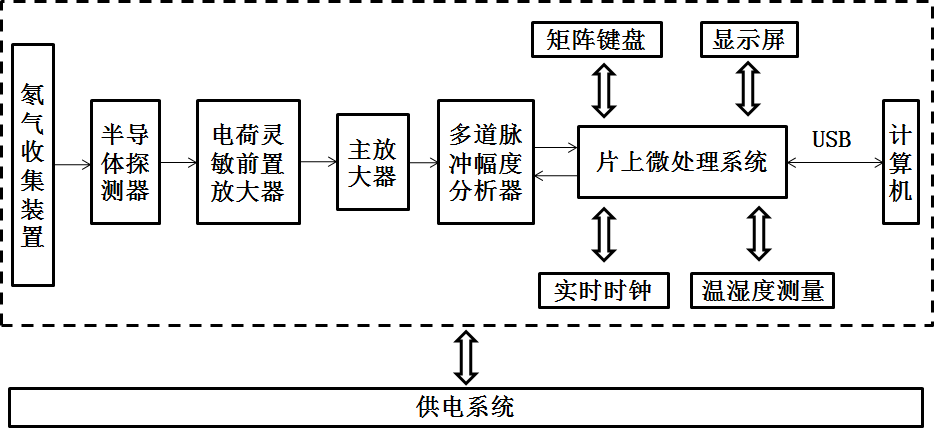 矩阵键盘
显示屏
氡气收集装置
半导
体探
测器
电荷灵
敏前置
放大器
主放
大器
多道脉
冲幅度
分析器
片上微处理系统
USB
计算机
实时时钟
温湿度测量
供电系统